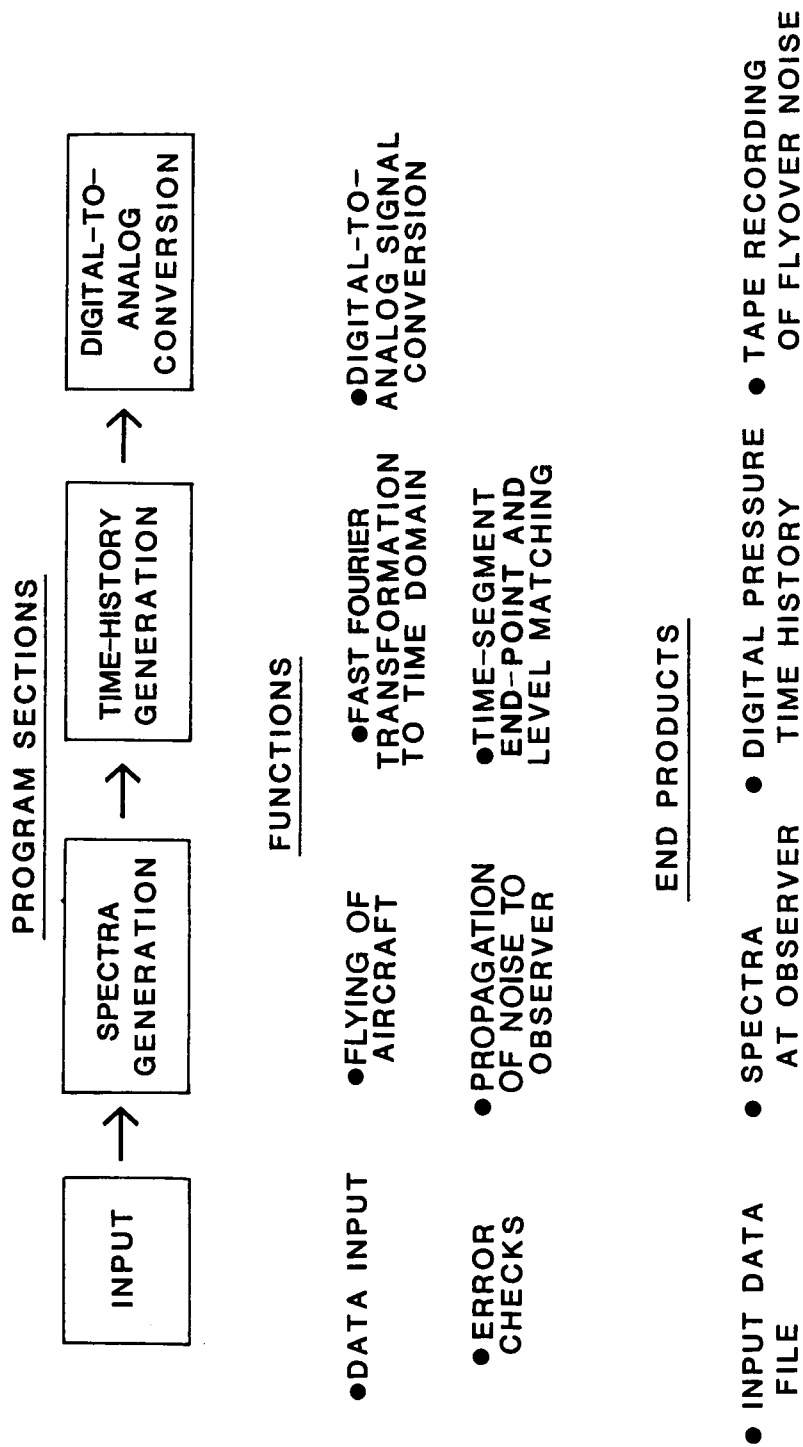 PROGRAM SECTIONS
INPUT
SPECTRA
GENERATION
TIME-HISTORY
GENERATION
DIGITAL-TO-
ANALOG
CONVERSION
FUNCTIONS
●DATA INPUT
●ERROR
CHECKS
●FLYING OF
AIRCRAFT
●PROPAGATION
OF NOISE TO
OBSERVER
●FAST FOURIER
TRANSFORMATION
TO TIME DOMAIN
●TIME-SEGMENT
END-POINT AND
LEVEL MATCHING
●DIGITAL-TO-
ANALOG SIGNAL
CONVERSION
END PRODUCTS
● INPUT DATA
FILE
● SPECTRA
AT OBSERVER
● DIGITAL PRESSURE
TIME HISTORY
● TAPE RECORDING
OF FLYOVER NOISE